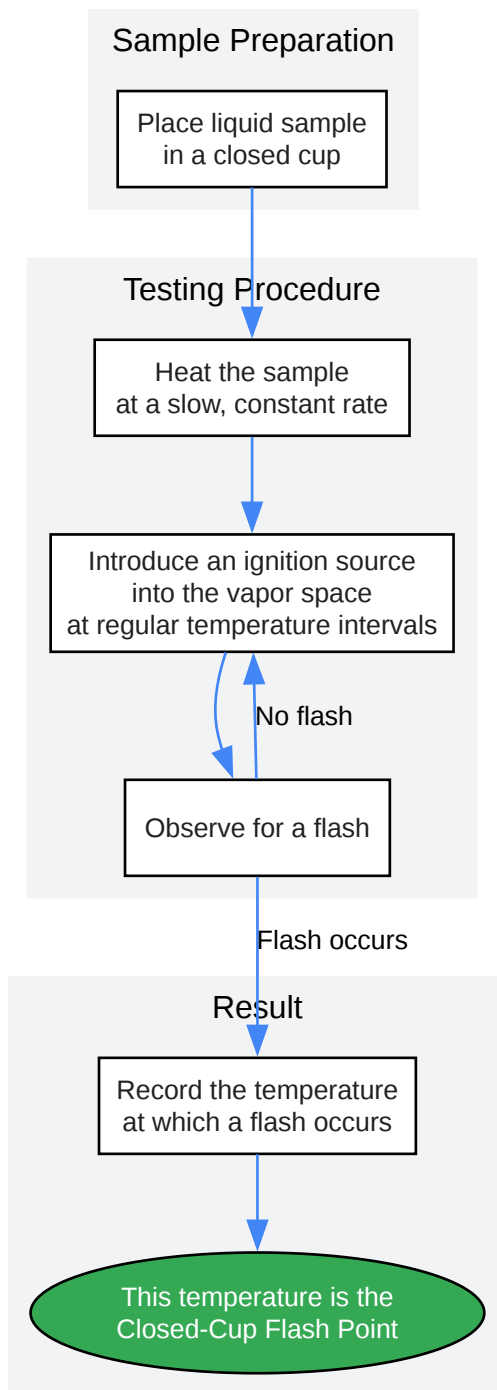 Sample Preparation
Place liquid sample
in a closed cup
Testing Procedure
Heat the sample
at a slow, constant rate
Introduce an ignition source
into the vapor space
at regular temperature intervals
No flash
Observe for a flash
Flash occurs
Result
Record the temperature
at which a flash occurs
This temperature is the
Closed-Cup Flash Point